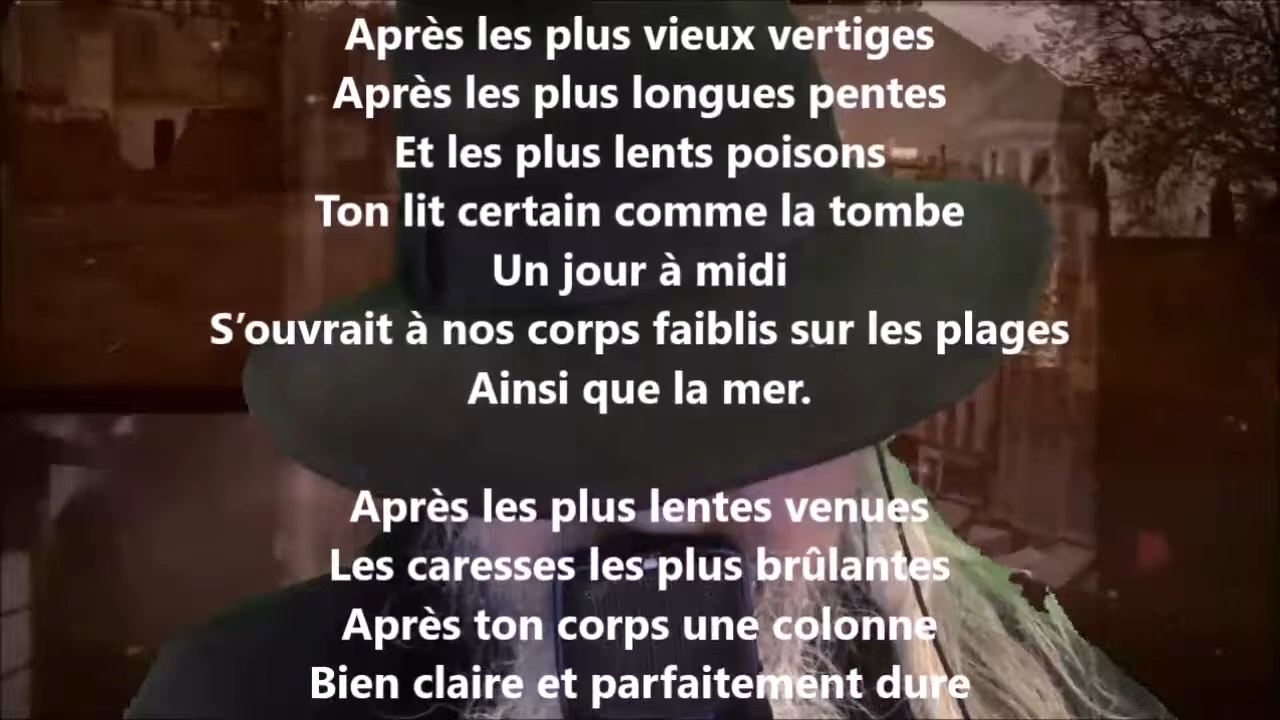 Après les plus vieux vertiges
Après les plus longues pentes
Et les plus lents poisons
Ton lit certain comme la tombe
Un jour à midi
S’ouvrait à nos corps faiblis sur les plages
Ainsi que la mer.
Après les plus lentes venues
Les caresses les plus brûlantes
Après ton corps une colonne
Bien claire et parfaitement dure